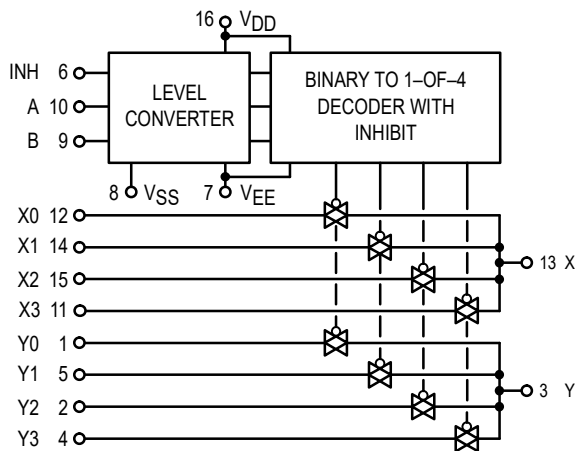 16 VDD
INH 6
A 10
B 9
LEVEL
CONVERTER
BINARY TO 1–OF–4
DECODER WITH
INHIBIT
8 VSS
7 VEE
X0 12
X1 14
X2 15
X3 11
13 X
Y0 1
Y1 5
Y2 2
Y3 4
3 Y